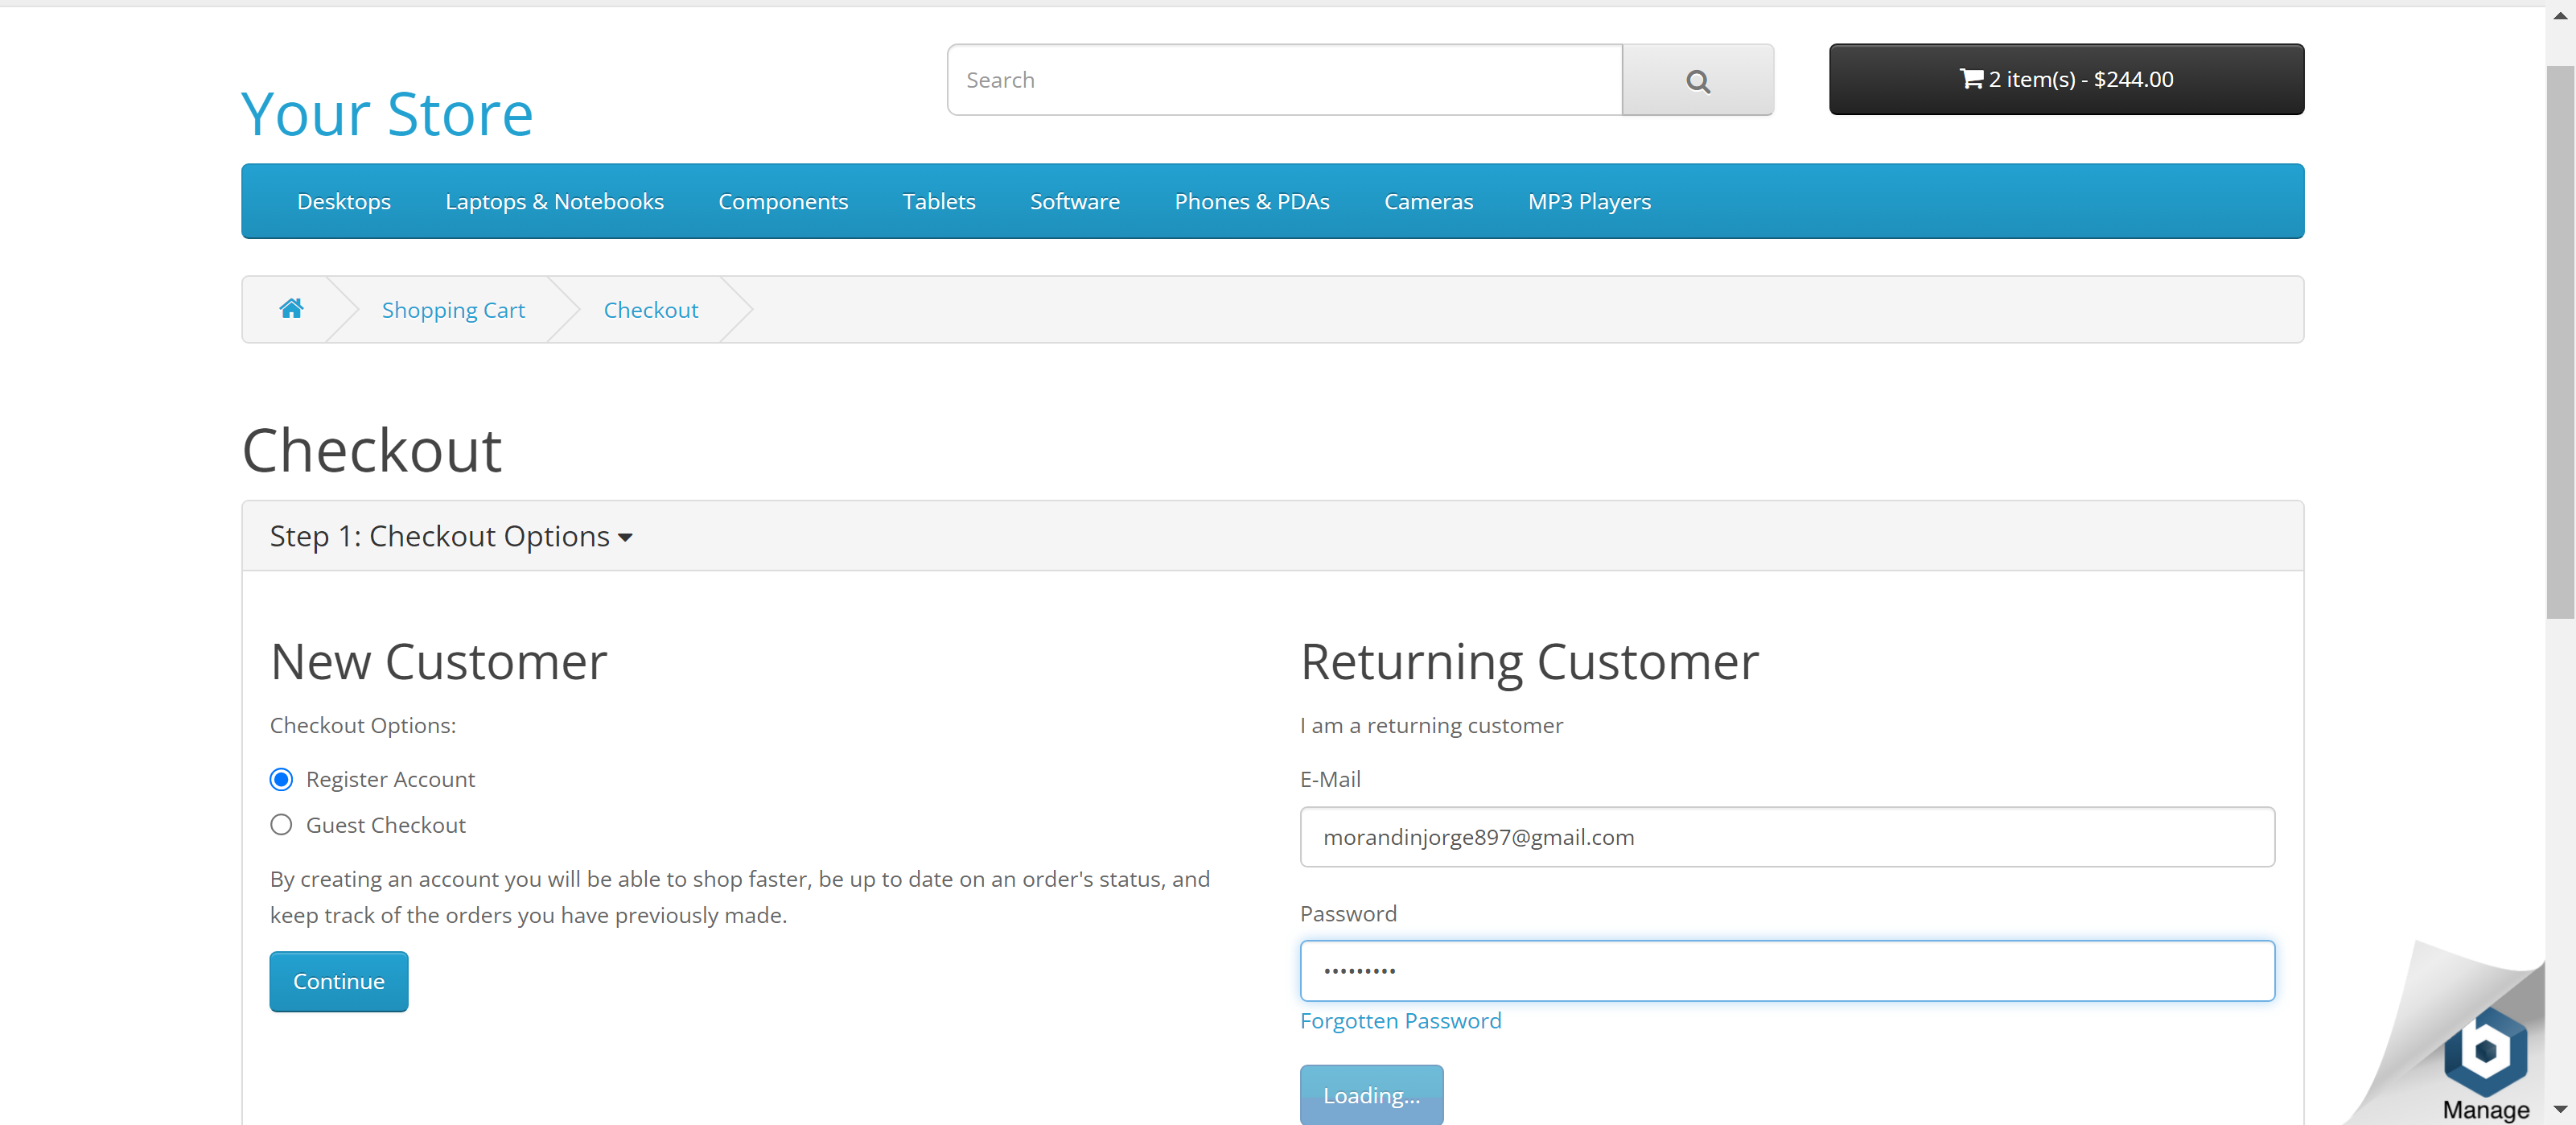 Search
2 item(s) - $244.00
Your Store
Desktops Laptops & Notebooks Components Tablets Software Phones & PDAs Cameras MP3 Players
Shopping Cart Checkout
Checkout
Step 1: Checkout Options
New Customer
Checkout Options:
Register Account
Guest Checkout
By creating an account you will be able to shop faster, be up to date on an order's status, and
keep track of the orders you have previously made.
Continue
Returning Customer
I am a returning customer
E-Mail
morandinjorge897@gmail.com
Password
•••••••••
Forgotten Password
Loading...
b
Manage